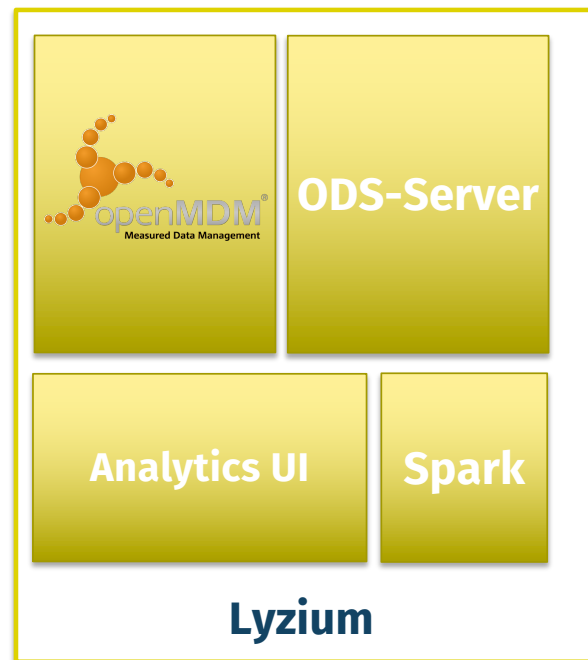 openMDM®
Measured Data Management
ODS-Server
Analytics UI
Spark
Lyzium